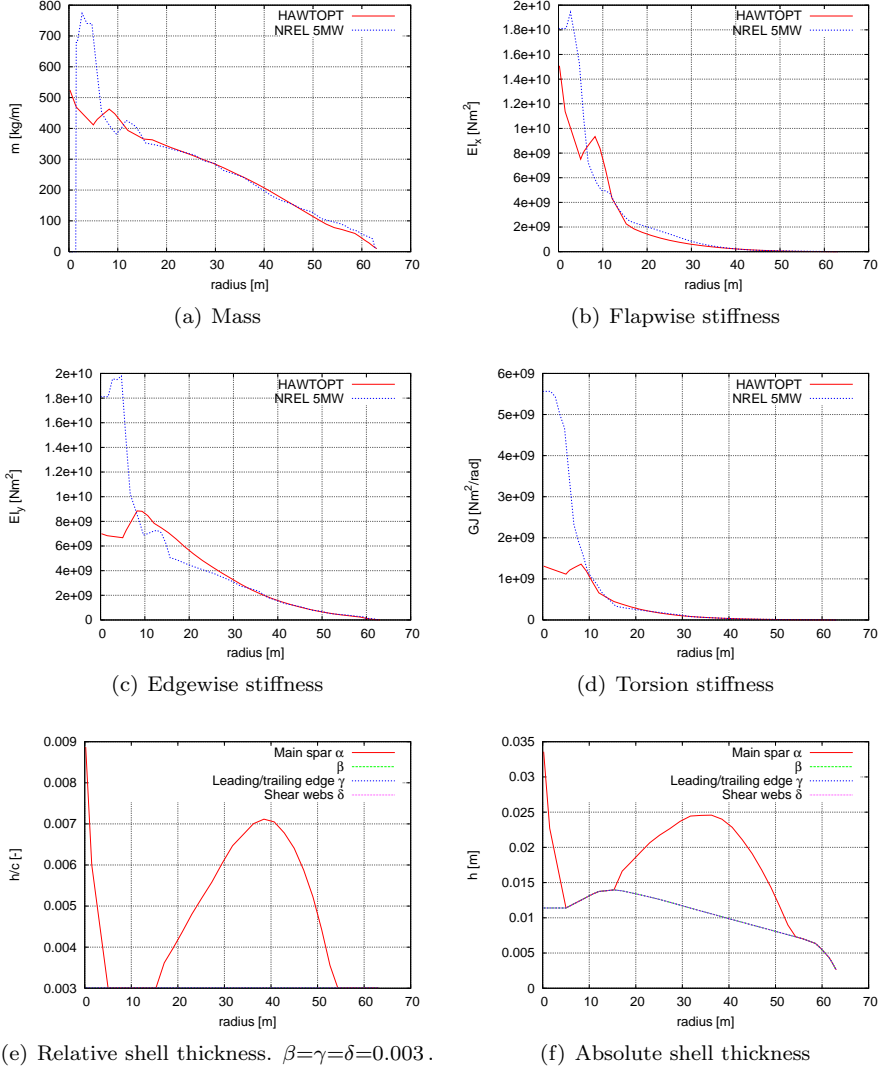 800
700
600
500
400
300
200
100
0
m [kg/m]
HAWTOPT
NREL 5MW
0 10 20 30 40 50 60 70
radius [m]
(a) Mass
2e+10
1.8e+10
1.6e+10
1.4e+10
1.2e+10
1e+10
8e+09
6e+09
4e+09
2e+09
0
EIx [Nm²]
HAWTOPT
NREL 5MW
0 10 20 30 40 50 60 70
radius [m]
(b) Flapwise stiffness
2e+10
1.8e+10
1.6e+10
1.4e+10
1.2e+10
1e+10
8e+09
6e+09
4e+09
2e+09
0
EIy [Nm²]
HAWTOPT
NREL 5MW
0 10 20 30 40 50 60 70
radius [m]
(c) Edgewise stiffness
6e+09
5e+09
4e+09
3e+09
2e+09
1e+09
0
GJ [Nm²/rad]
HAWTOPT
NREL 5MW
0 10 20 30 40 50 60 70
radius [m]
(d) Torsion stiffness
0.009
0.008
0.007
0.006
0.005
0.004
0.003
h/c [-]
Main spar α
β
Leading/trailing edge γ
Shear webs δ
0 10 20 30 40 50 60 70
radius [m]
(e) Relative shell thickness. β=γ=δ=0.003.
0.035
0.03
0.025
0.02
0.015
0.01
0.005
0
h [m]
Main spar α
β
Leading/trailing edge γ
Shear webs δ
0 10 20 30 40 50 60 70
radius [m]
(f) Absolute shell thickness